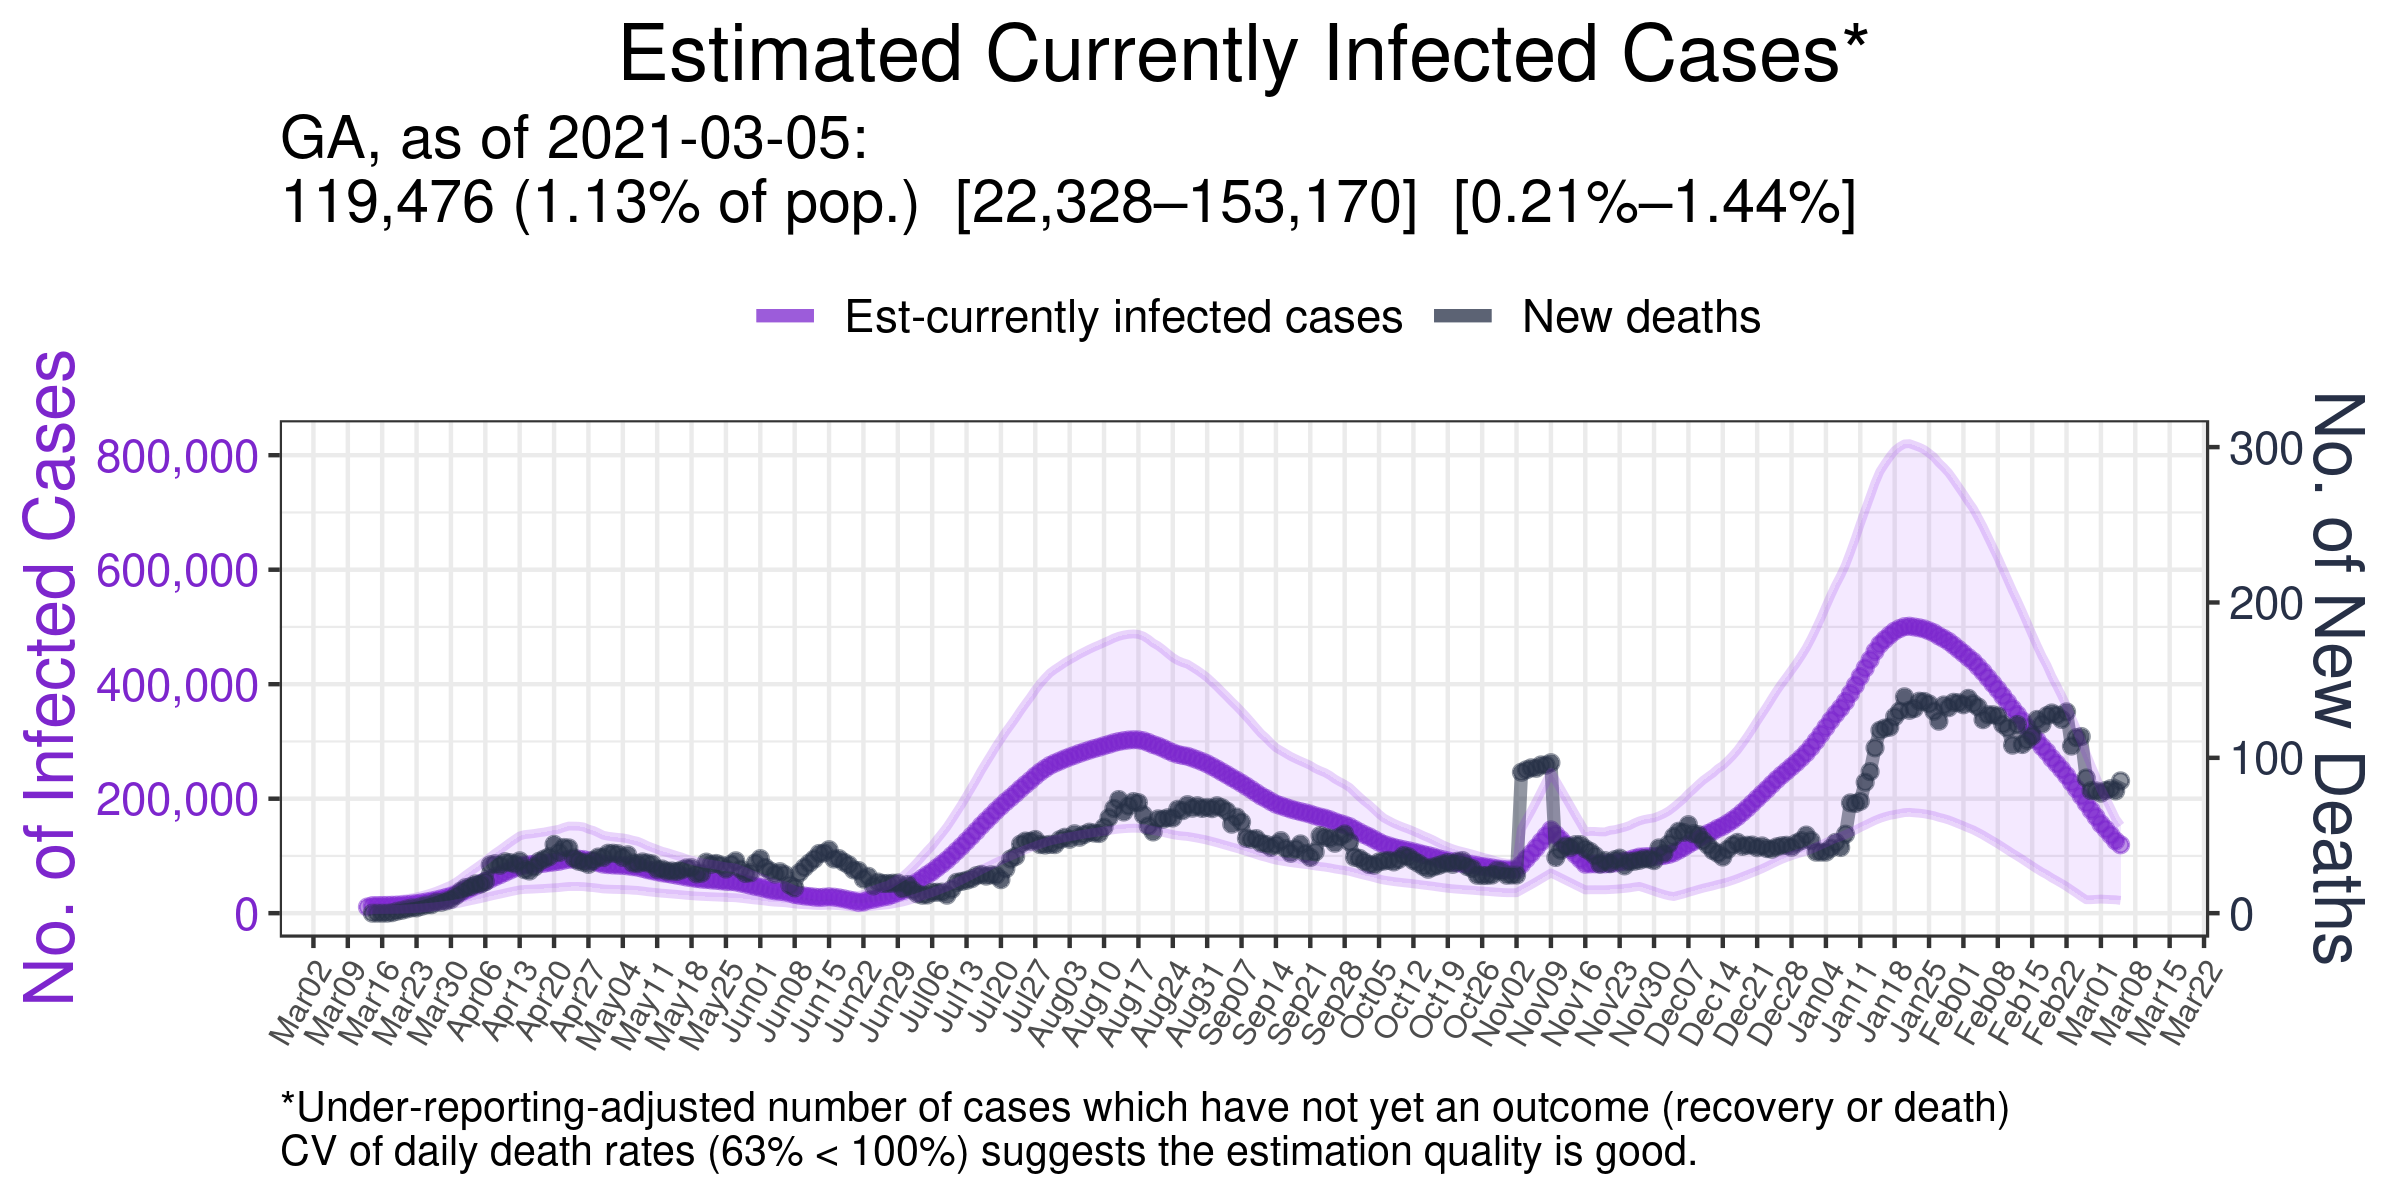 Estimated Currently Infected Cases*
GA, as of 2021-03-05:
119,476 (1.13% of pop.) [22,328–153,170] [0.21%–1.44%]
Est-currently infected cases New deaths
No. of Infected Cases
800,000
600,000
400,000
200,000
0
300
200
100
0
No. of New Deaths
Mar02 Mar09 Mar16 Mar23 Mar30 Apr06 Apr13 Apr20 Apr27 May04 May11 May18 May25 Jun01 Jun08 Jun15 Jun22 Jun29 Jul06 Jul13 Jul20 Jul27 Aug03 Aug10 Aug17 Aug24 Aug31 Sep07 Sep14 Sep21 Sep28 Oct05 Oct12 Oct19 Oct26 Nov02 Nov09 Nov16 Nov23 Nov30 Dec07 Dec14 Dec21 Dec28 Jan04 Jan11 Jan18 Jan25 Feb01 Feb08 Feb15 Feb22 Mar01 Mar08 Mar15 Mar22
*Under-reporting-adjusted number of cases which have not yet an outcome (recovery or death)
CV of daily death rates (63% < 100%) suggests the estimation quality is good.